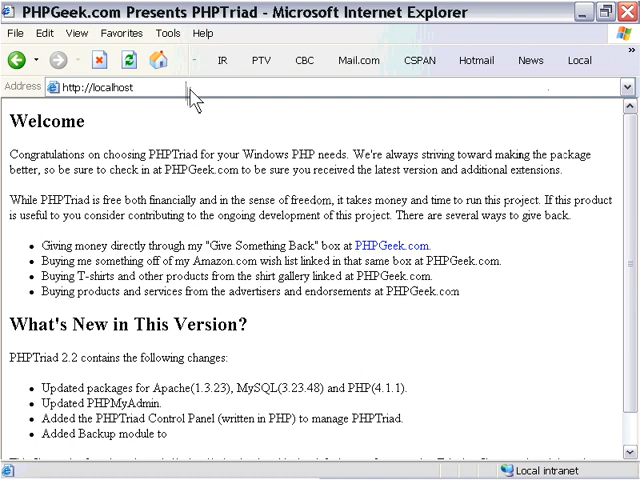 PHPGeek.com Presents PHPTriad - Microsoft Internet Explorer
File Edit View Favorites Tools Help
IR PTV CBC Mail.com CSPAN Hotmail News Local
Address http://localhost
Welcome
Congratulations on choosing PHPTriad for your Windows PHP needs. We're always striving toward making the package
better, so be sure to check in at PHPGeek.com to be sure you received the latest version and additional extensions.
While PHPTriad is free both financially and in the sense of freedom, it takes money and time to run this project. If this product
is useful to you consider contributing to the ongoing development of this project. There are several ways to give back.
• Giving money directly through my "Give Something Back" box at PHPGeek.com.
• Buying me something off of my Amazon.com wish list linked in that same box at PHPGeek.com.
• Buying T-shirts and other products from the shirt gallery linked at PHPGeek.com.
• Buying products and services from the advertisers and endorsements at PHPGeek.com
What's New in This Version?
PHPTriad 2.2 contains the following changes:
• Updated packages for Apache(1.3.23), MySQL(3.23.48) and PHP(4.1.1).
• Updated PHPMyAdmin.
• Added the PHPTriad Control Panel (written in PHP) to manage PHPTriad.
• Added Backup module to
Local intranet